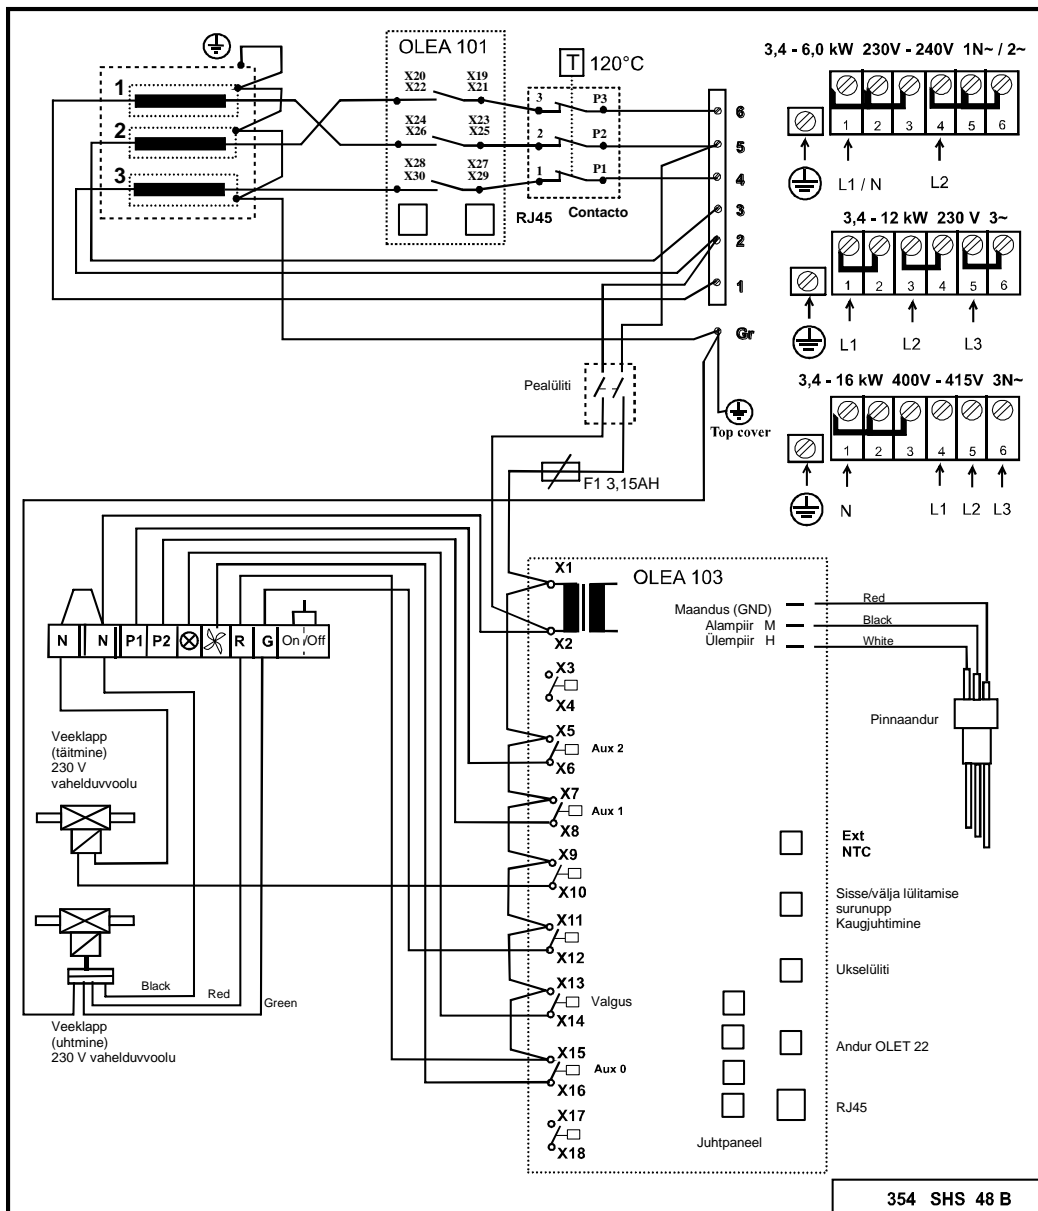 OLEA 101
X20
X22
X19
X21
X24
X26
X23
X25
X28
X30
X27
X29
RJ45
1
2
3
T 120°C
3 P3
2 P2
1 P1
Contacto
6
5
4
3
2
1
Gr
Top cover
Pealüliti
F1 3,15AH
3,4 - 6,0 kW 230V - 240V 1N~ / 2~
1 2 3 4 5 6
L1 / N L2
3,4 - 12 kW 230 V 3~
1 2 3 4 5 6
L1 L2 L3
3,4 - 16 kW 400V - 415V 3N~
1 2 3 4 5 6
N L1 L2 L3
N N P1 P2 R G On /Off
Veeklapp
(täitmine)
230 V
vahelduvvoolu
Black
Red
Green
Veeklapp
(uhtmine)
230 V vahelduvvoolu
OLEA 103
X1
X2
X3
X4
X5
Aux 2
X6
X7
Aux 1
X8
X9
X10
X11
X12
X13
Valgus
X14
X15
Aux 0
X16
X17
X18
Maandus (GND)
Alampiir M
Ülempiir H
Red
Black
White
Pinnaandur
Ext
NTC
Sisse/välja lülitamise
surunupp
Kaugjuhtimine
Ukselüliti
Andur OLET 22
RJ45
Juhtpaneel
354 SHS 48 B